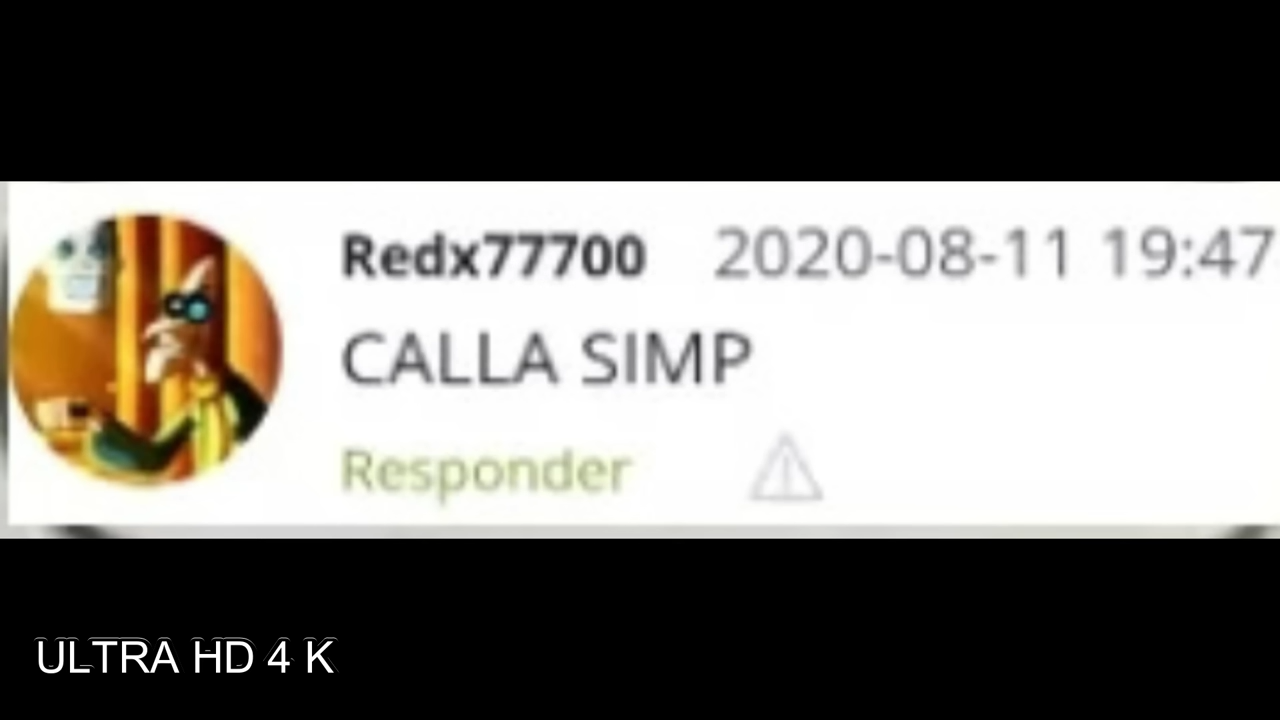 Redx77700 2020-08-11 19:47
CALLA SIMP
Responder
ULTRA HD 4 K